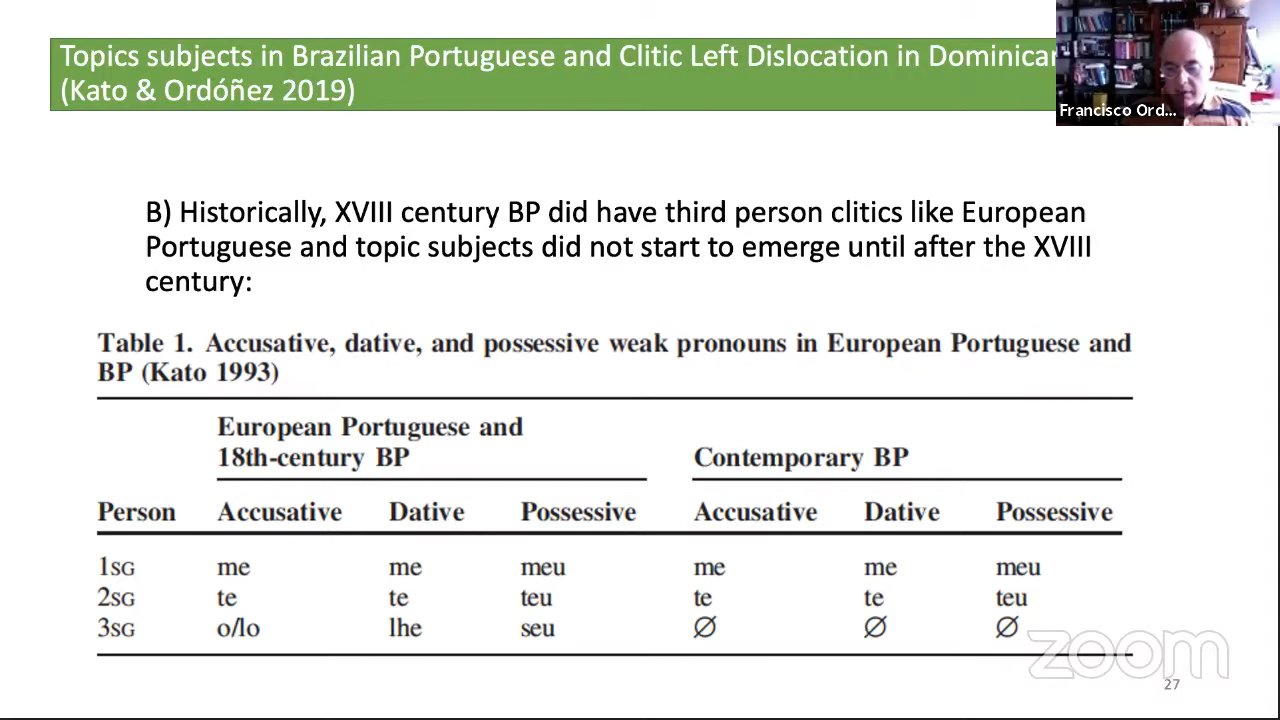 Topics subjects in Brazilian Portuguese and Clitic Left Dislocation in Dominican
(Kato & Ordóñez 2019)
Francisco Ord...
B) Historically, XVIII century BP did have third person clitics like European
Portuguese and topic subjects did not start to emerge until after the XVIII
century:
Table 1. Accusative, dative, and possessive weak pronouns in European Portuguese and
BP (Kato 1993)
European Portuguese and
18th-century BP Contemporary BP
Person Accusative Dative Possessive Accusative Dative Possessive
1SG me me meu me me meu
2SG te te teu te te teu
3SG o/lo lhe seu ∅ ∅ ∅
zoom
27